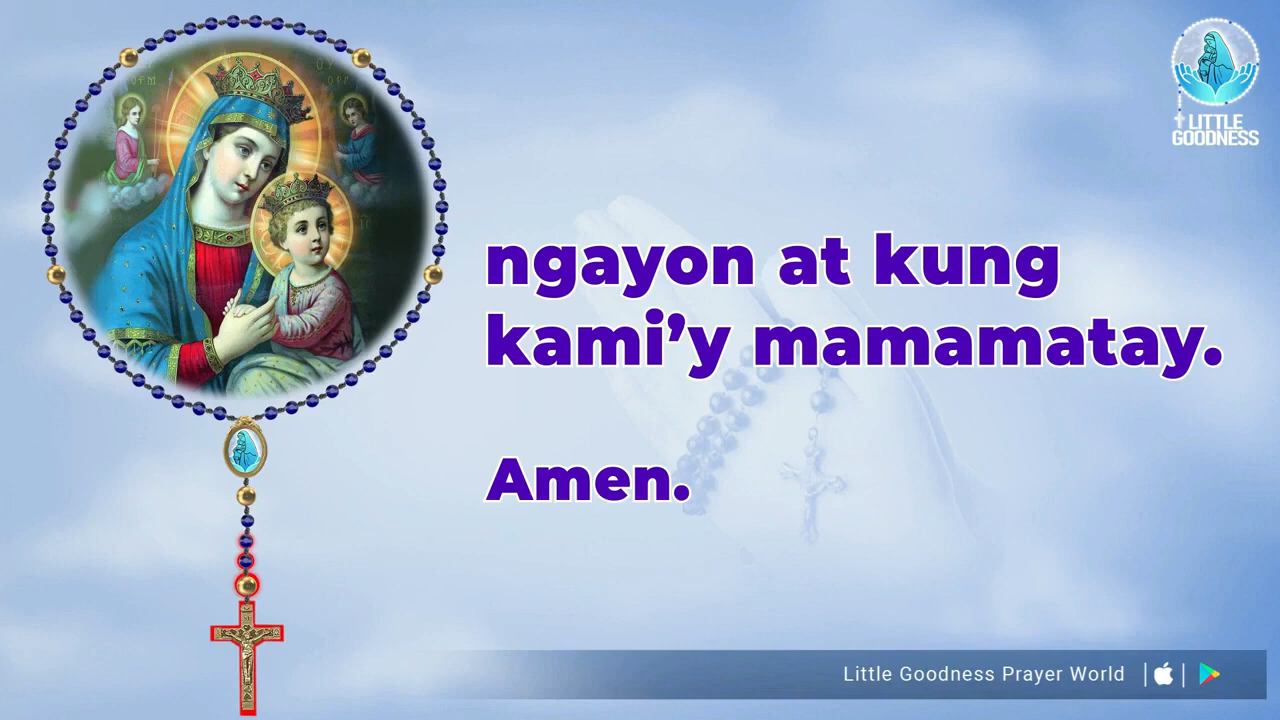 LITTLE
GOODNESS
ngayon at kung
kami’y mamamatay.
Amen.
Little Goodness Prayer World